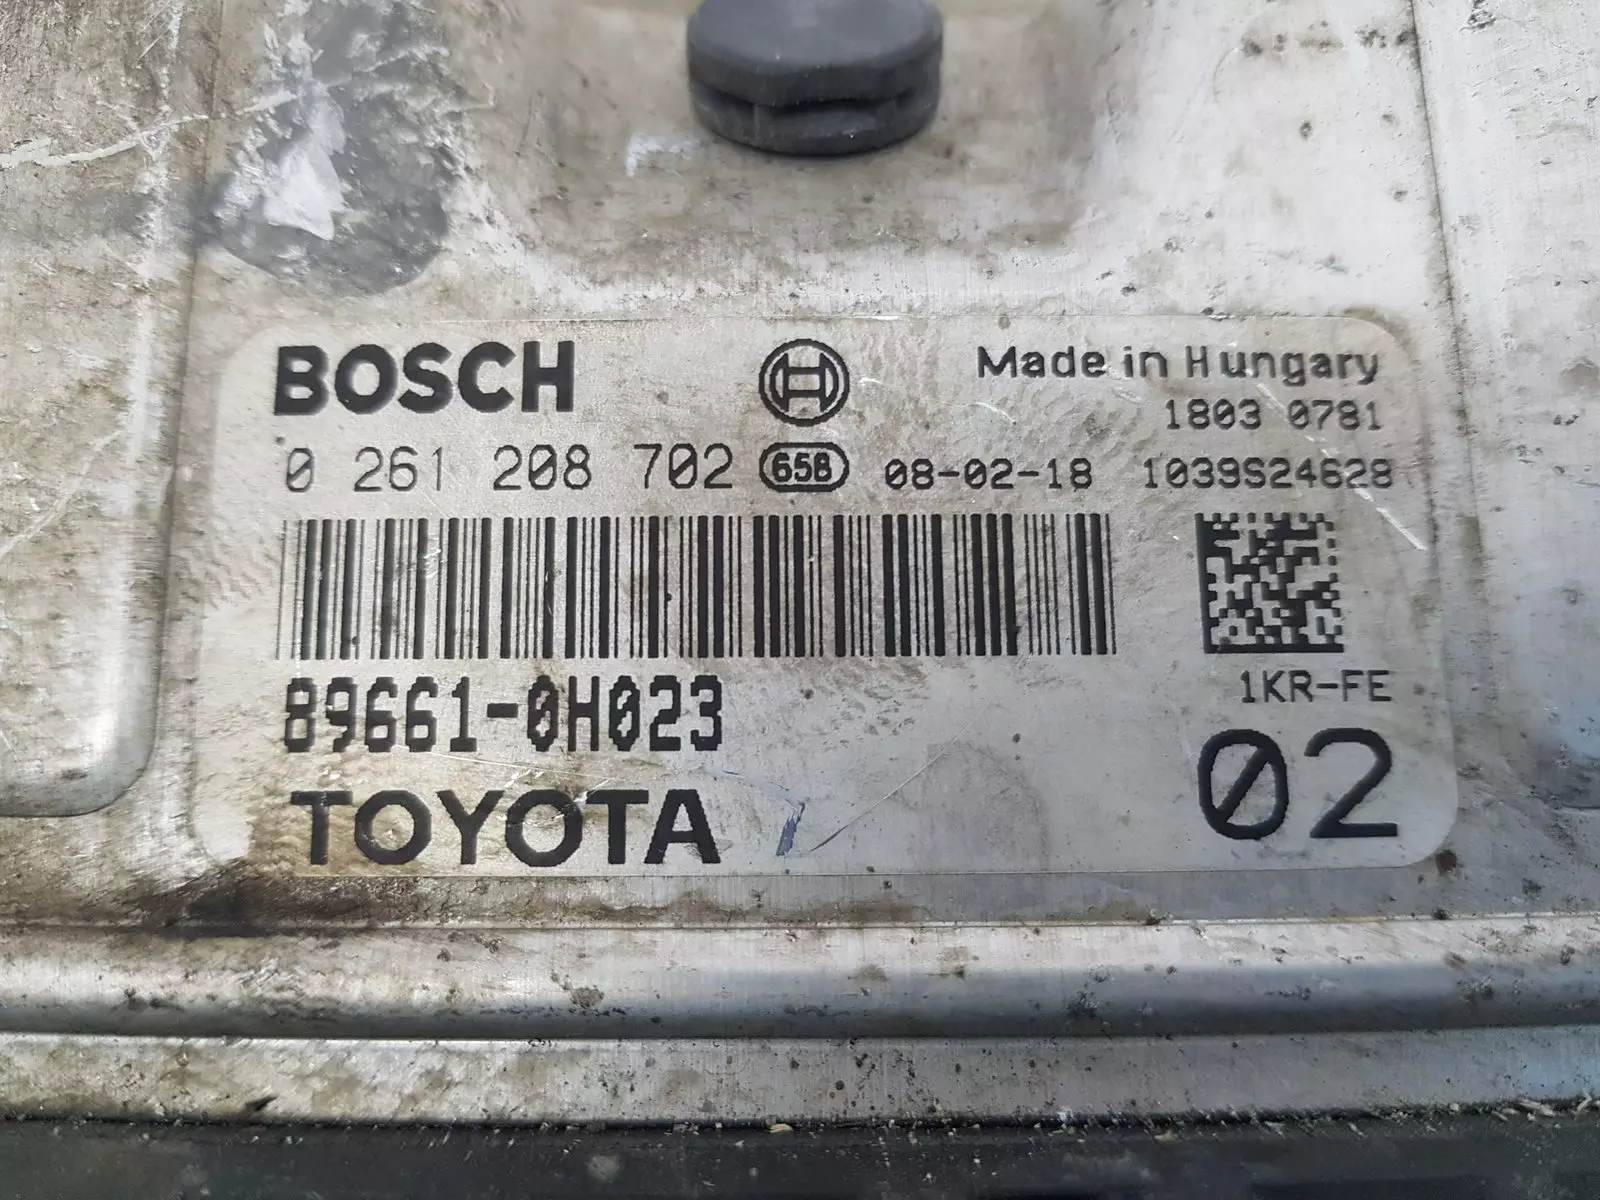 BOSCH Made in Hungary
1803 0781
0 261 208 702 658 08-02-18 1039S24628
89661-0H023
1KR-FE
TOYOTA 02